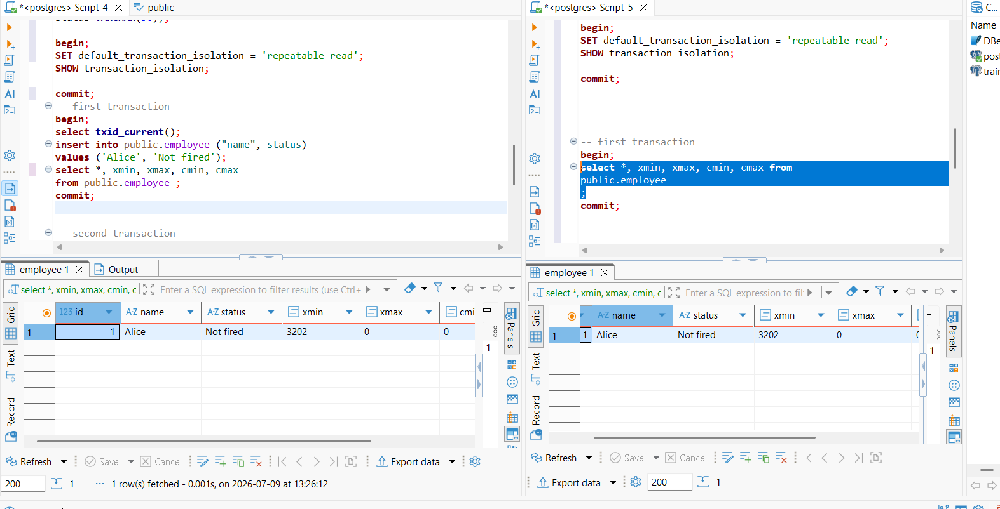 *<postgres> Script-4
public
begin;
SET default_transaction_isolation = 'repeatable read';
SHOW transaction_isolation;
commit;
-- first transaction
begin;
select txid_current();
insert into public.employee ("name", status)
values ('Alice', 'Not fired');
select *, xmin, xmax, cmin, cmax
from public.employee ;
commit;
-- second transaction
AI
employee 1
Output
select *, xmin, xmax, cmin, c
Enter a SQL expression to filter results (use Ctrl+
Grid
Text
Record
123 id
A-Z name
A-Z status
xmin
xmax
cmi
1 1 Alice Not fired 3202 0 0
1
Panels
Refresh
Save
Cancel
Export data
200
1
1 row(s) fetched - 0.001s, on 2026-07-09 at 13:26:12
*<postgres> Script-5
begin;
SET default_transaction_isolation = 'repeatable read';
SHOW transaction_isolation;
commit;
-- first transaction
begin;
select *, xmin, xmax, cmin, cmax from
public.employee
;
commit;
AI
employee 1
select *, xmin, xmax, cmin, c
Enter a SQL expression to fil
Grid
Text
Record
A-Z name
A-Z status
xmin
xmax
1 1 Alice Not fired 3202 0
1
Panels
Refresh
Save
Cancel
Export data
200
1
C...
Name
DBe
post
train